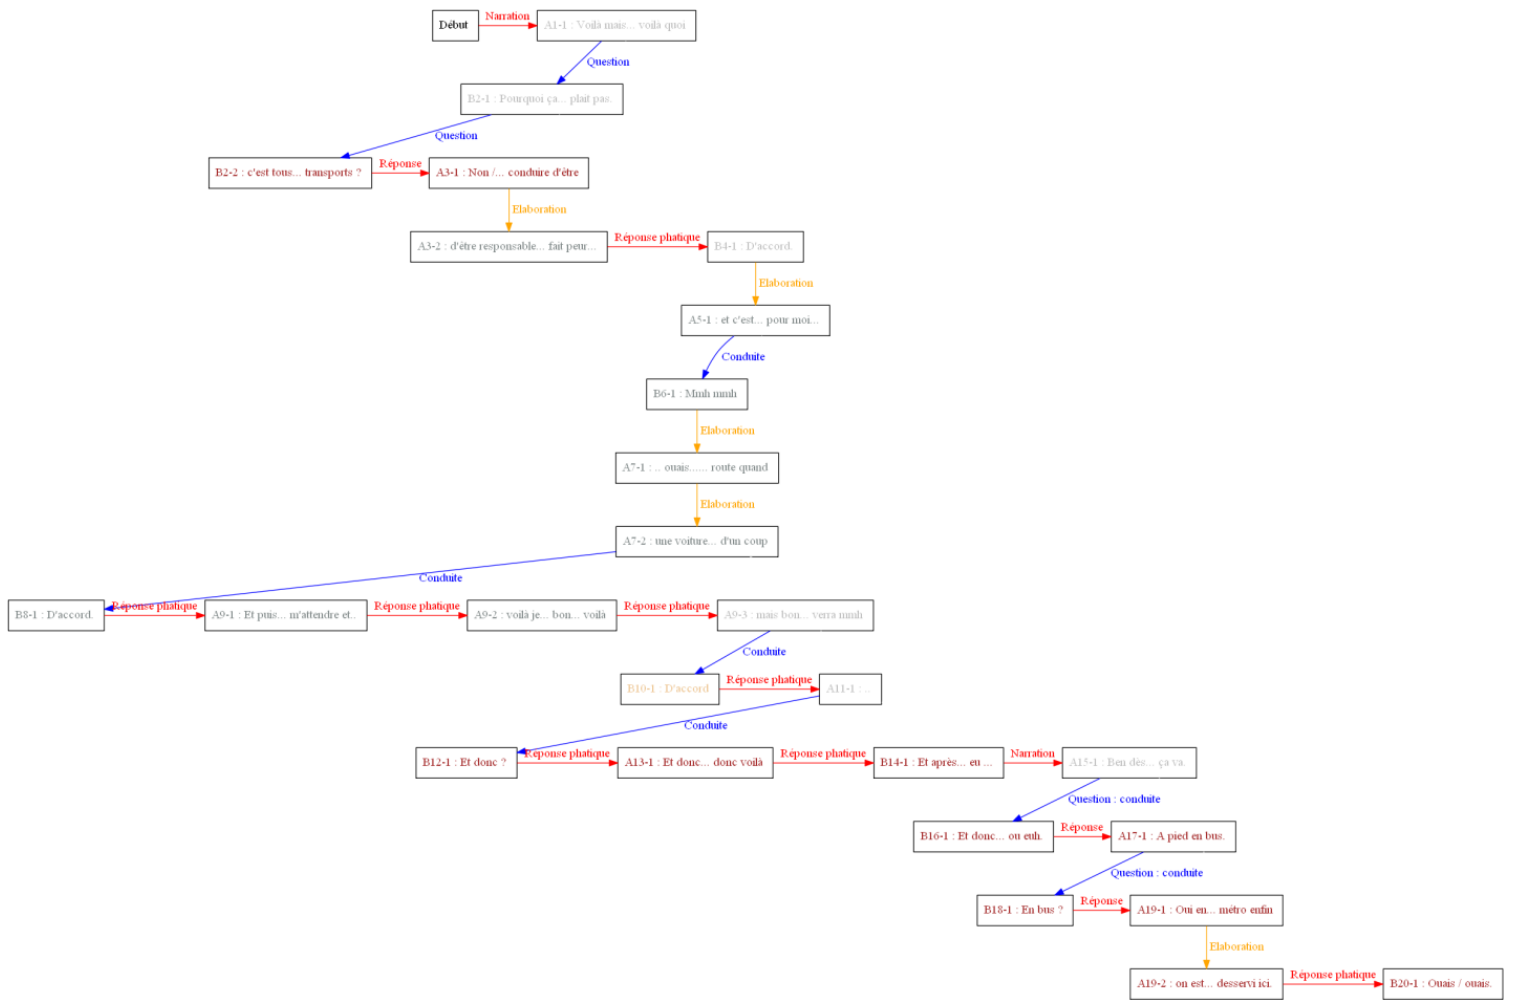 Début
Narration
A1-1 : Voilà mais... voilà quoi
Question
B2-1 : Pourquoi ça... plait pas.
Question
B2-2 : c'est tous... transports ?
Réponse
A3-1 : Non /... conduire d'être
Elaboration
A3-2 : d'être responsable... fait peur...
Réponse phatique
B4-1 : D'accord.
Elaboration
A5-1 : et c'est... pour moi...
Conduite
B6-1 : Mmh mmh
Elaboration
A7-1 : .. ouais...... route quand
Elaboration
A7-2 : une voiture... d'un coup
Conduite
B8-1 : D'accord.
Réponse phatique
A9-1 : Et puis... m'attendre et..
Réponse phatique
A9-2 : voilà je... bon... voilà
Réponse phatique
A9-3 : mais bon... verra mmh
Conduite
B10-1 : D'accord
Réponse phatique
A11-1 : ..
Conduite
B12-1 : Et donc ?
Réponse phatique
A13-1 : Et donc... donc voilà
Réponse phatique
B14-1 : Et après... eu ...
Narration
A15-1 : Ben dès... ça va.
Question : conduite
B16-1 : Et donc... ou euh.
Réponse
A17-1 : A pied en bus.
Question : conduite
B18-1 : En bus ?
Réponse
A19-1 : Oui en... métro enfin
Elaboration
A19-2 : on est... desservi ici.
Réponse phatique
B20-1 : Ouais / ouais.